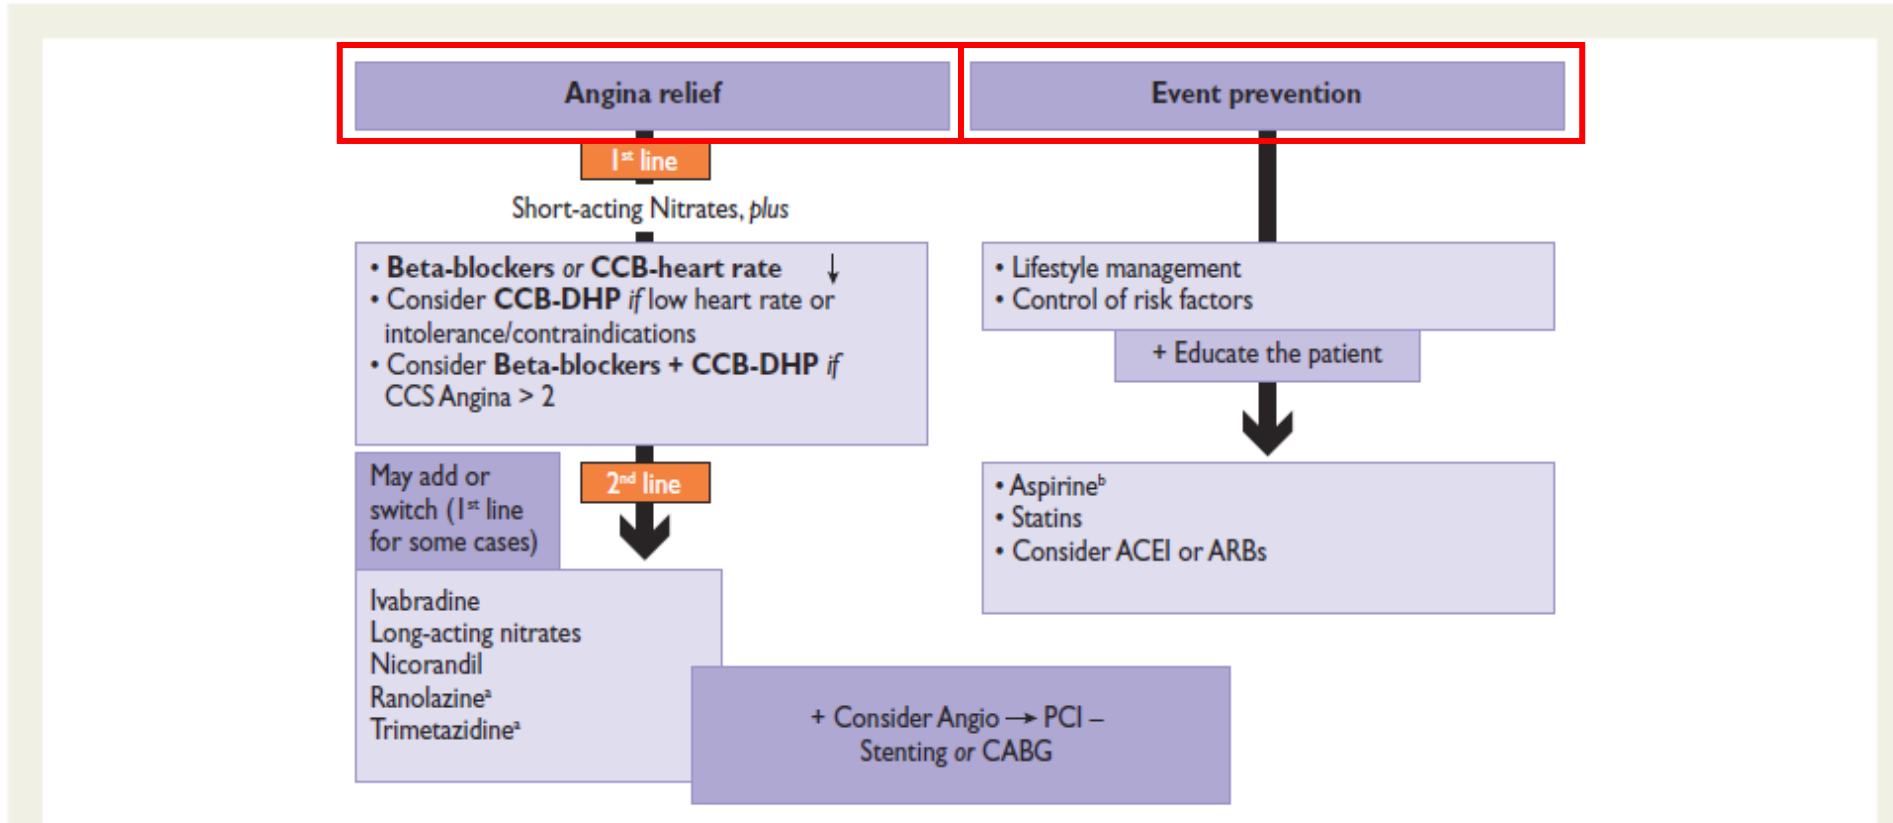 Angina relief
1st line
Short-acting Nitrates, plus
• Beta-blockers or CCB-heart rate ↓
• Consider CCB-DHP if low heart rate or
intolerance/contraindications
• Consider Beta-blockers + CCB-DHP if
CCS Angina > 2
May add or
switch (1st line
for some cases)
2nd line
Ivabradine
Long-acting nitrates
Nicorandil
Ranolazineᵃ
Trimetazidineᵃ
Event prevention
• Lifestyle management
• Control of risk factors
+ Educate the patient
• Aspirineᵇ
• Statins
• Consider ACEI or ARBs
+ Consider Angio → PCI –
Stenting or CABG